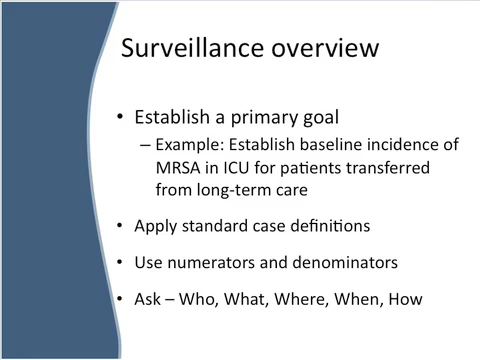 Surveillance overview
• Establish a primary goal
– Example: Establish baseline incidence of
MRSA in ICU for patients transferred
from long-term care
• Apply standard case definitions
• Use numerators and denominators
• Ask – Who, What, Where, When, How